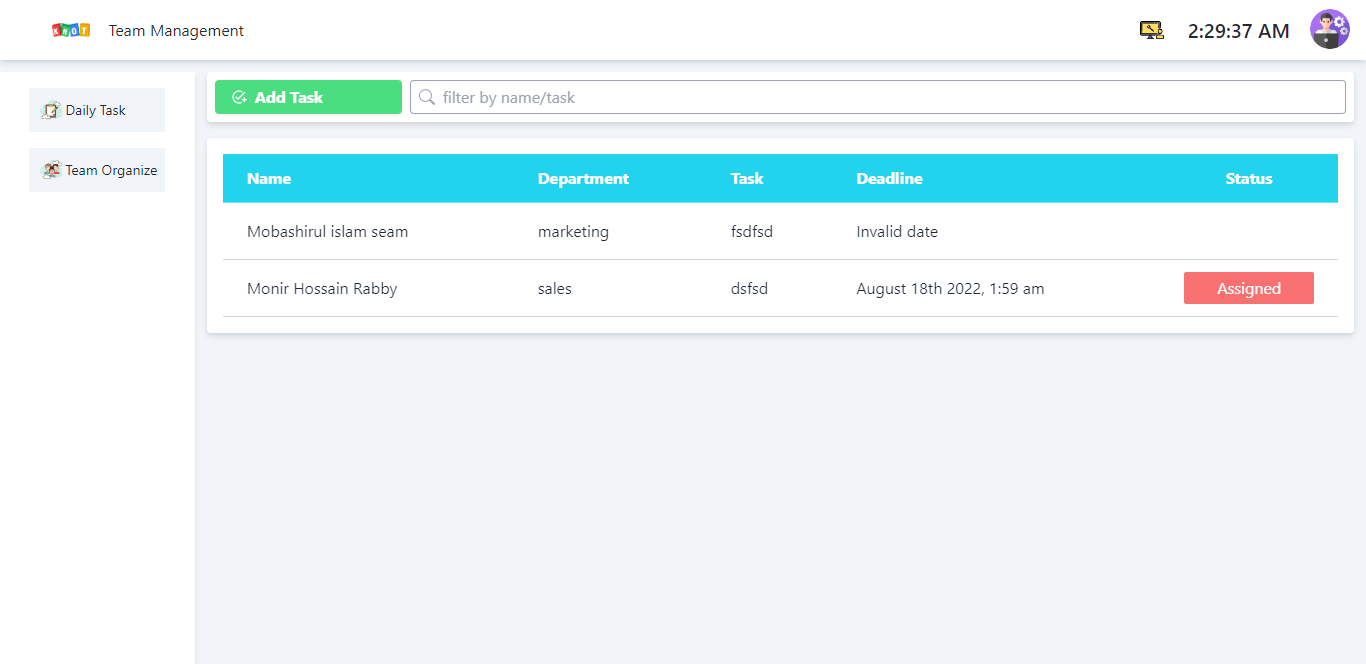 KNOT Team Management 2:29:37 AM
Daily Task
Team Organize
Add Task filter by name/task
Name Department Task Deadline Status
Mobashirul islam seam marketing fsdfsd Invalid date
Monir Hossain Rabby sales dsfsd August 18th 2022, 1:59 am Assigned